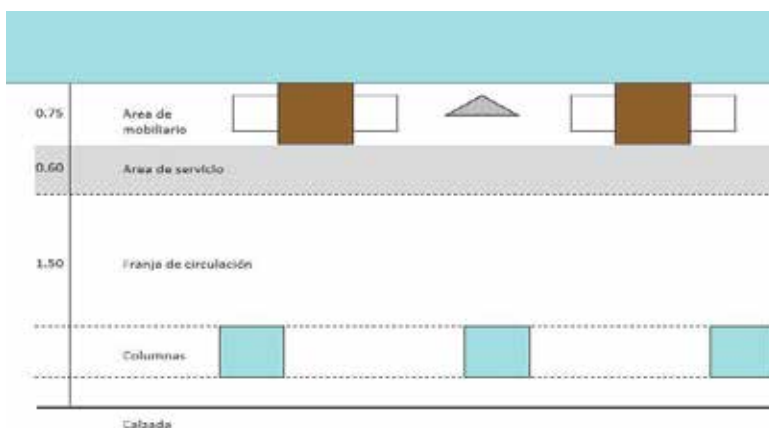 0.75
Area de
mobiliario
0.60
Area de servicio
1.50
Franja de circulación
Columnas
Calzada